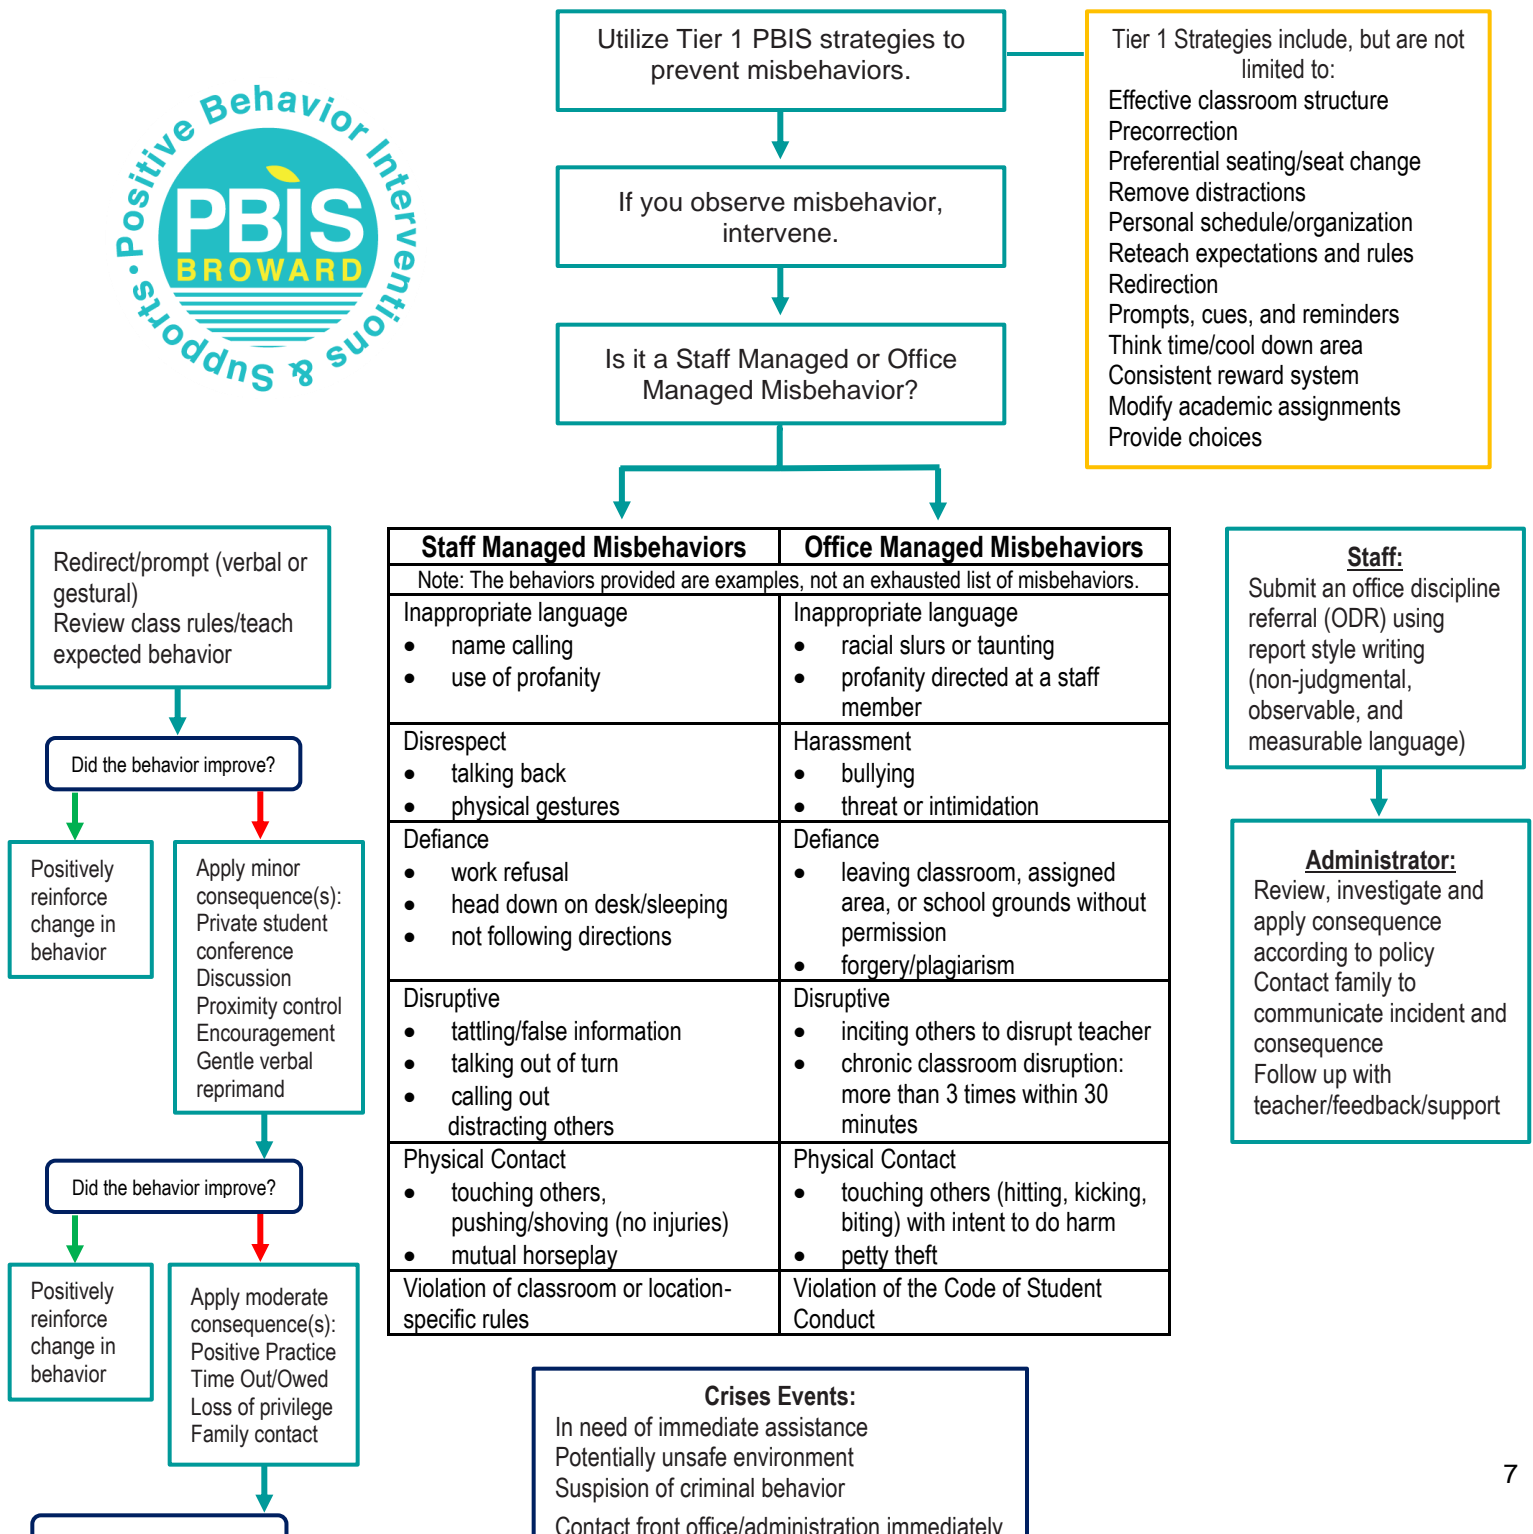 Positive Behavior Interventions & Supports
PBIS
BROWARD
Utilize Tier 1 PBIS strategies to
prevent misbehaviors.
Tier 1 Strategies include, but are not
limited to:
Effective classroom structure
Precorrection
Preferential seating/seat change
Remove distractions
Personal schedule/organization
Reteach expectations and rules
Redirection
Prompts, cues, and reminders
Think time/cool down area
Consistent reward system
Modify academic assignments
Provide choices
If you observe misbehavior,
intervene.
Is it a Staff Managed or Office
Managed Misbehavior?
Redirect/prompt (verbal or
gestural)
Review class rules/teach
expected behavior
Did the behavior improve?
Positively
reinforce
change in
behavior
Apply minor
consequence(s):
Private student
conference
Discussion
Proximity control
Encouragement
Gentle verbal
reprimand
Did the behavior improve?
Positively
reinforce
change in
behavior
Apply moderate
consequence(s):
Positive Practice
Time Out/Owed
Loss of privilege
Family contact
Staff Managed Misbehaviors
Office Managed Misbehaviors
Note: The behaviors provided are examples, not an exhausted list of misbehaviors.
Inappropriate language
• name calling
• use of profanity
Inappropriate language
• racial slurs or taunting
• profanity directed at a staff
member
Disrespect
• talking back
• physical gestures
Harassment
• bullying
• threat or intimidation
Defiance
• work refusal
• head down on desk/sleeping
• not following directions
Defiance
• leaving classroom, assigned
area, or school grounds without
permission
• forgery/plagiarism
Disruptive
• tattling/false information
• talking out of turn
• calling out
distracting others
Disruptive
• inciting others to disrupt teacher
• chronic classroom disruption:
more than 3 times within 30
minutes
Physical Contact
• touching others,
pushing/shoving (no injuries)
• mutual horseplay
Physical Contact
• touching others (hitting, kicking,
biting) with intent to do harm
• petty theft
Violation of classroom or location-
specific rules
Violation of the Code of Student
Conduct
Staff:
Submit an office discipline
referral (ODR) using
report style writing
(non-judgmental,
observable, and
measurable language)
Administrator:
Review, investigate and
apply consequence
according to policy
Contact family to
communicate incident and
consequence
Follow up with
teacher/feedback/support
Crises Events:
In need of immediate assistance
Potentially unsafe environment
Suspision of criminal behavior
Contact front office/administration immediately
7